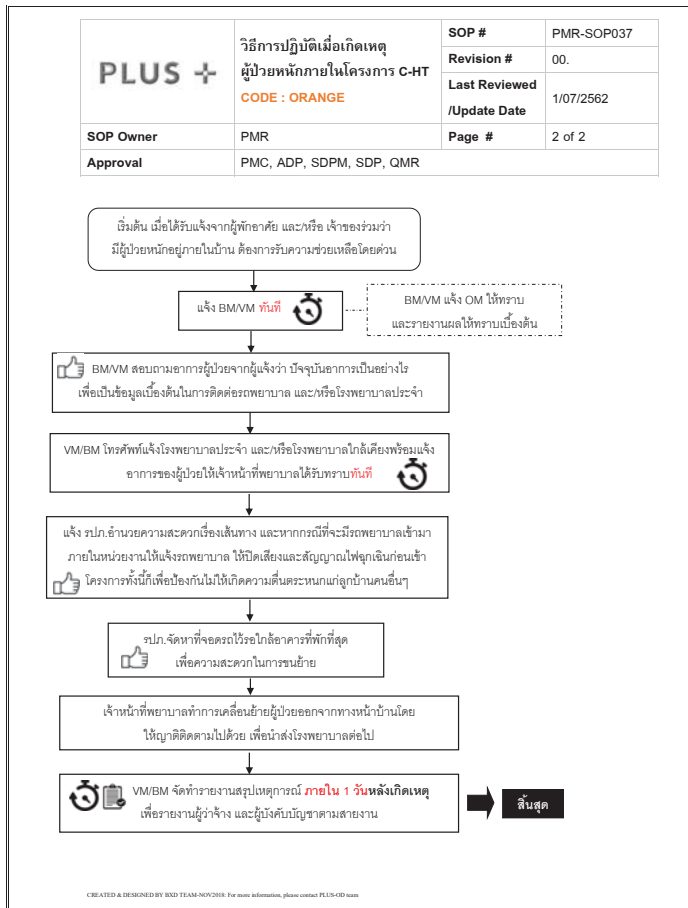 PLUS +
วิธีการปฏิบัติเมื่อเกิดเหตุ
ผู้ป่วยหนักภายในโครงการ C-HT
CODE : ORANGE
SOP # PMR-SOP037
Revision # 00.
Last Reviewed
/Update Date 1/07/2562
SOP Owner PMR Page # 2 of 2
Approval PMC, ADP, SDPM, SDP, QMR
เริ่มต้น เมื่อได้รับแจ้งจากผู้พักอาศัย และ/หรือ เจ้าของร่วมว่า
มีผู้ป่วยหนักอยู่ภายในบ้าน ต้องการรับความช่วยเหลือโดยด่วน
แจ้ง BM/VM ทันที
BM/VM แจ้ง OM ให้ทราบ
และรายงานผลให้ทราบเบื้องต้น
BM/VM สอบถามอาการผู้ป่วยจากผู้แจ้งว่า ปัจจุบันอาการเป็นอย่างไร
เพื่อเป็นข้อมูลเบื้องต้นในการติดต่อรถพยาบาล และ/หรือโรงพยาบาลประจำ
VM/BM โทรศัพท์แจ้งโรงพยาบาลประจำ และ/หรือโรงพยาบาลใกล้เคียงพร้อมแจ้ง
อาการของผู้ป่วยให้เจ้าหน้าที่พยาบาลได้รับทราบทันที
แจ้ง รปภ.อำนวยความสะดวกเรื่องเส้นทาง และหากกรณีที่จะมีรถพยาบาลเข้ามา
ภายในหน่วยงานให้แจ้งรถพยาบาล ให้ปิดเสียงและสัญญาณไฟฉุกเฉินก่อนเข้า
โครงการทั้งนี้ก็เพื่อป้องกันไม่ให้เกิดความตื่นตระหนกแก่ลูกบ้านคนอื่นๆ
รปภ.จัดหาที่จอดรถไว้รอใกล้อาคารที่พักที่สุด
เพื่อความสะดวกในการขนย้าย
เจ้าหน้าที่พยาบาลทำการเคลื่อนย้ายผู้ป่วยออกจากทางหน้าบ้านโดย
ให้ญาติติดตามไปด้วย เพื่อนำส่งโรงพยาบาลต่อไป
VM/BM จัดทำรายงานสรุปเหตุการณ์ ภายใน 1 วันหลังเกิดเหตุ
เพื่อรายงานผู้ว่าจ้าง และผู้บังคับบัญชาตามสายงาน
สิ้นสุด
CREATED & DESIGNED BY BXD TEAM-NOV2018: For more information, please contact PLUS-OD team